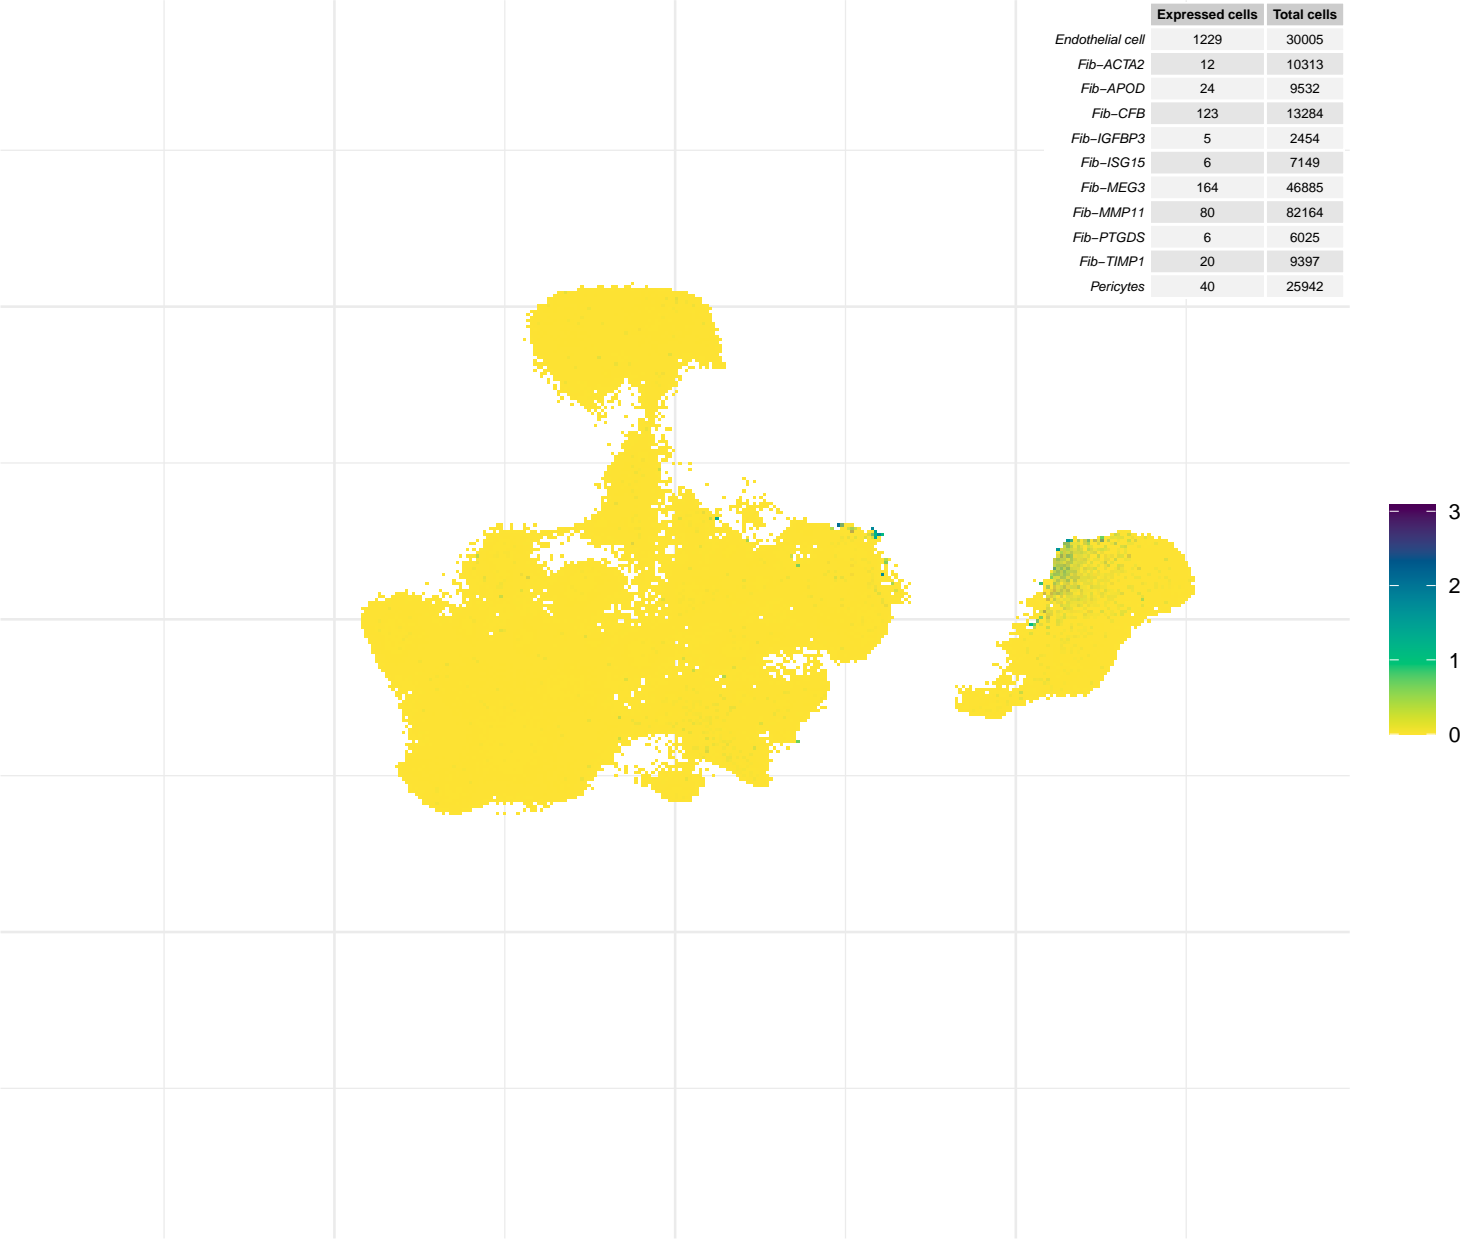 Expressed cells Total cells
Endothelial cell 1229 30005
Fib−ACTA2 12 10313
Fib−APOD 24 9532
Fib−CFB 123 13284
Fib−IGFBP3 5 2454
Fib−ISG15 6 7149
Fib−MEG3 164 46885
Fib−MMP11 80 82164
Fib−PTGDS 6 6025
Fib−TIMP1 20 9397
Pericytes 40 25942
3
2
1
0